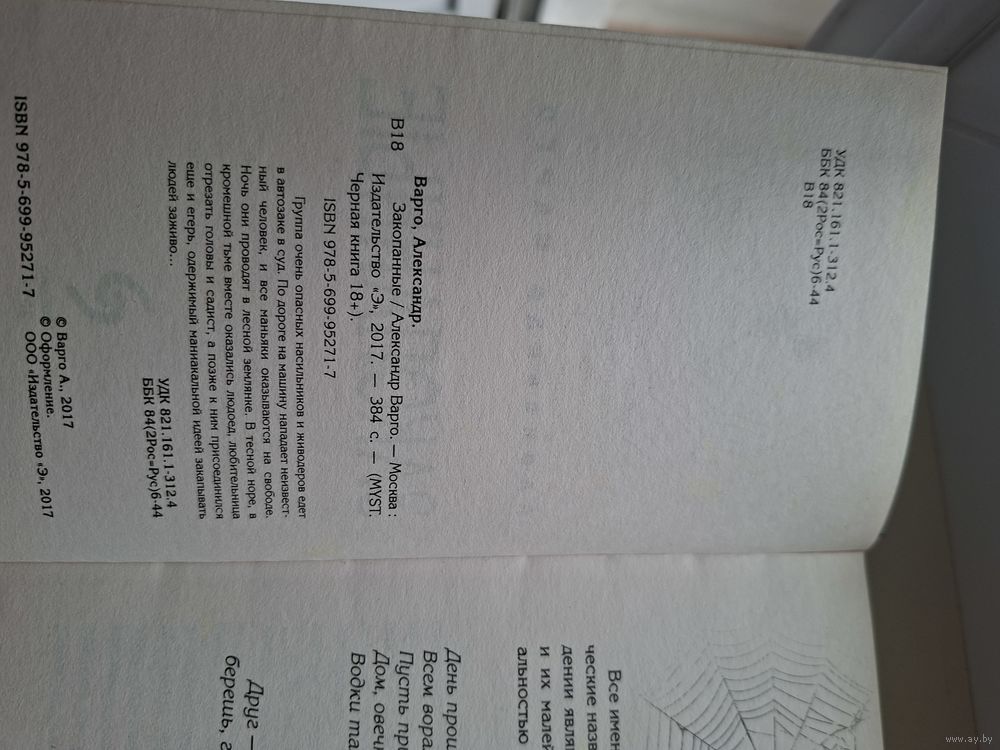 УДК 821.161.1-312.4
ББК 84(2Рос=Рус)6-44
В18
Варго, Александр.
В18
Закопанные / Александр Варго. — Москва :
Издательство «Э», 2017. — 384 с. — (MYST.
Черная книга 18+).
ISBN 978-5-699-95271-7
Группа очень опасных насильников и живодеров едет
в автозаке в суд. По дороге на машину нападает неизвест-
ный человек, и все маньяки оказываются на свободе.
Ночь они проводят в лесной землянке. В тесной норе, в
кромешной тьме вместе оказались людоед, любительница
отрезать головы и садист, а позже к ним присоединился
еще и егерь, одержимый маниакальной идеей закапывать
людей заживо...
УДК 821.161.1-312.4
ББК 84(2Рос=Рус)6-44
© Варго А., 2017
© Оформление.
ООО «Издательство «Э», 2017
ISBN 978-5-699-95271-7
Все имен
ческие назв
дении явля
и их малей
альностью
День прош
Всем вора
Пусть при
Дом, овечк
Водки та
Друг —
берешь, г
www.ay.by